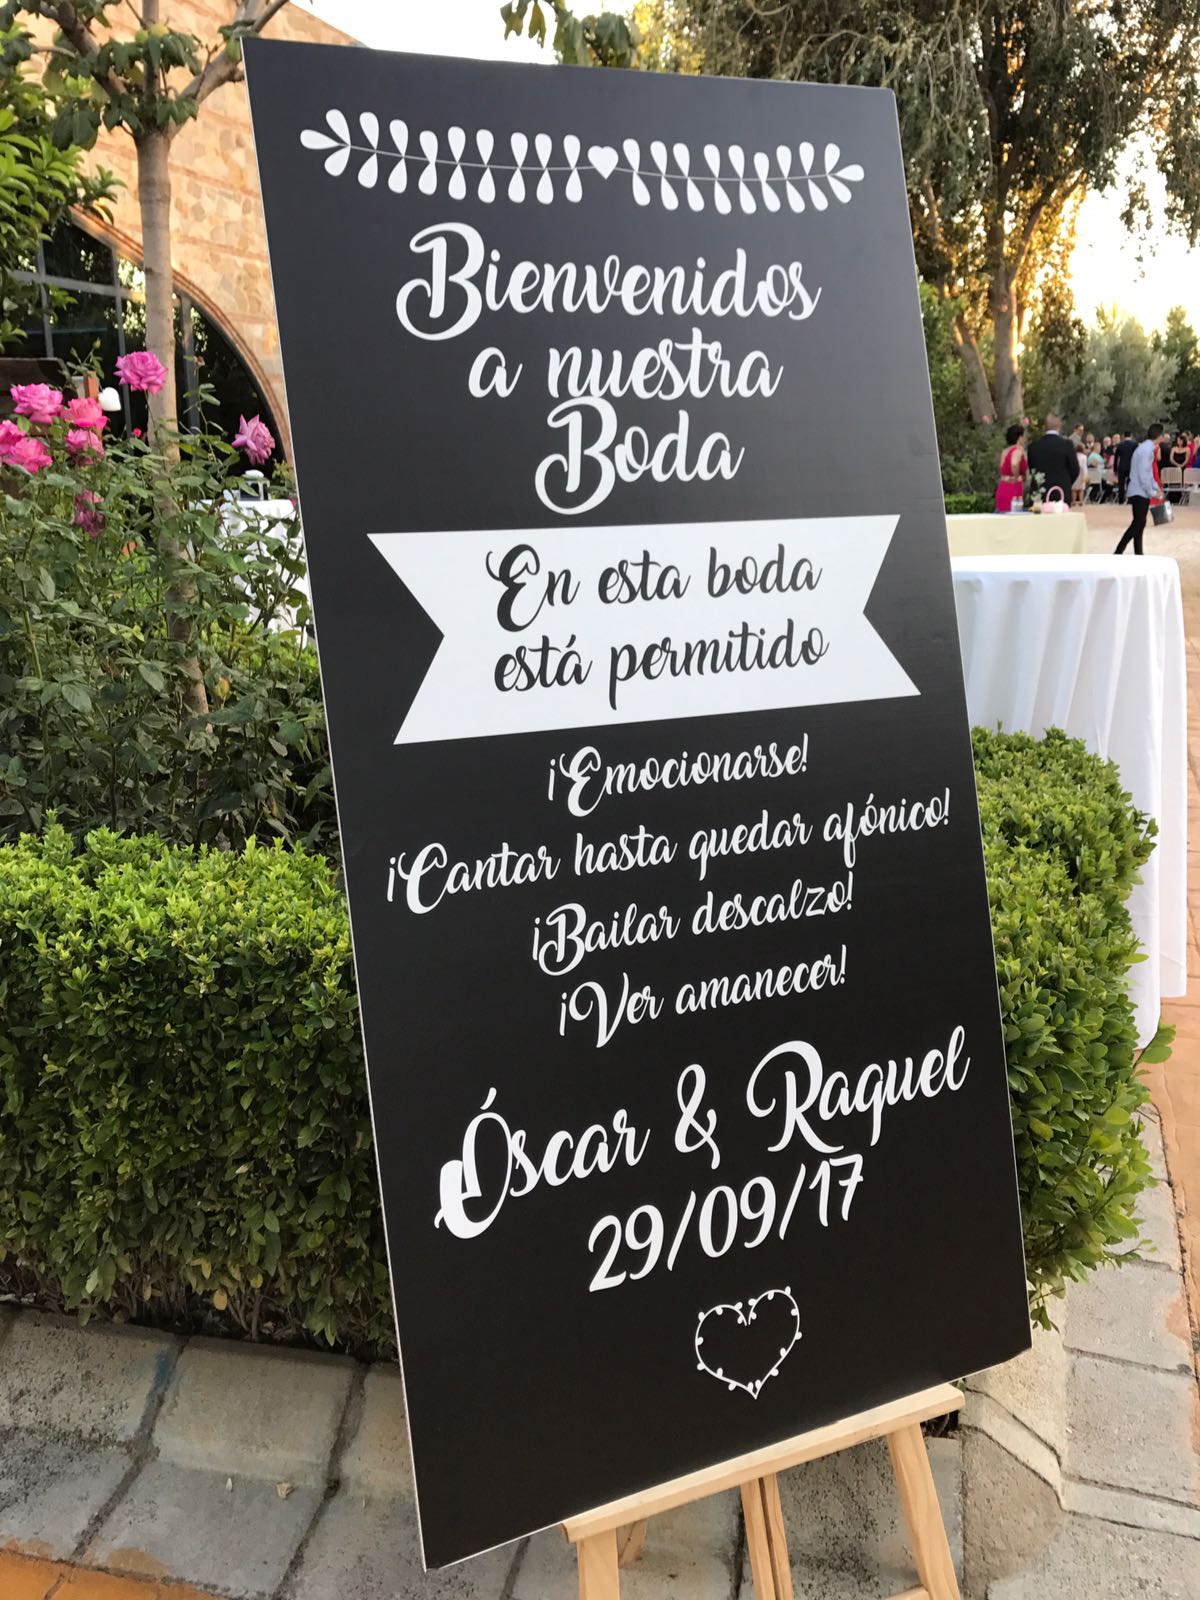 Bienvenidos
a nuestra
Boda
En esta boda
está permitido
¡Emocionarse!
¡Cantar hasta quedar afónico!
¡Bailar descalzo!
¡Ver amanecer!
Óscar & Raquel
29/09/17